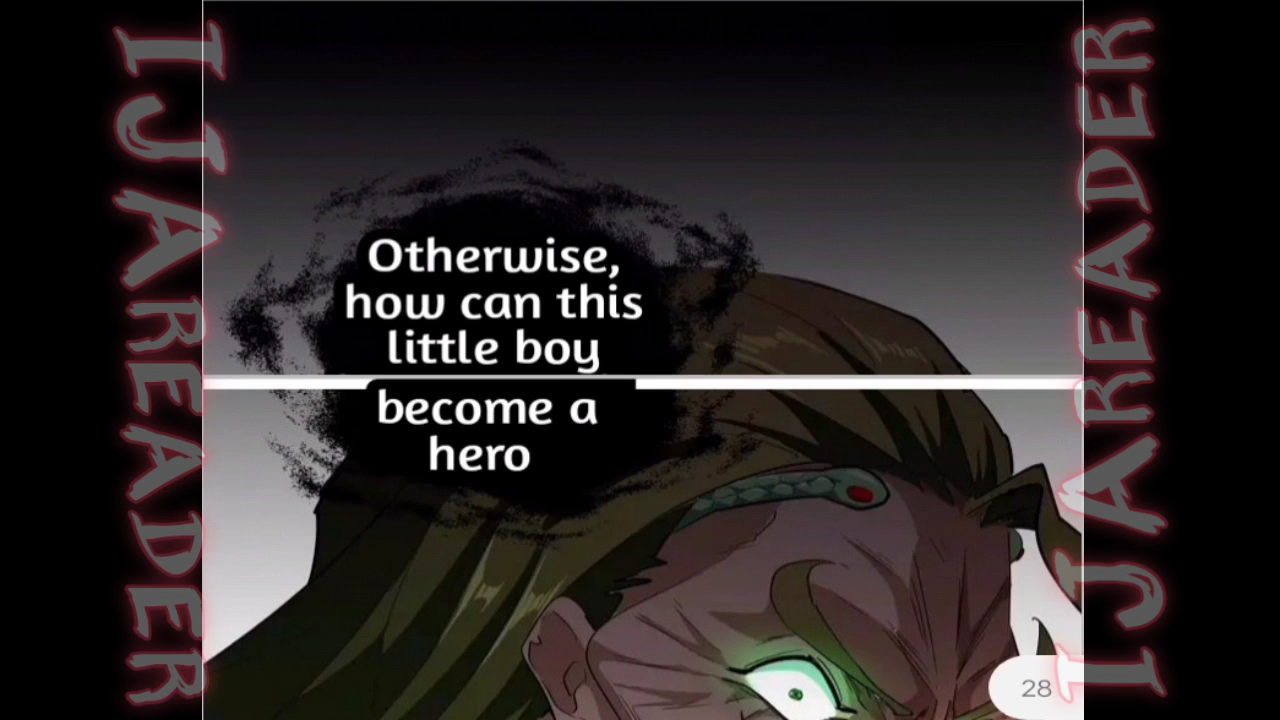 IJAREADER
Otherwise,
how can this
little boy
become a
hero
28
IJAREADER